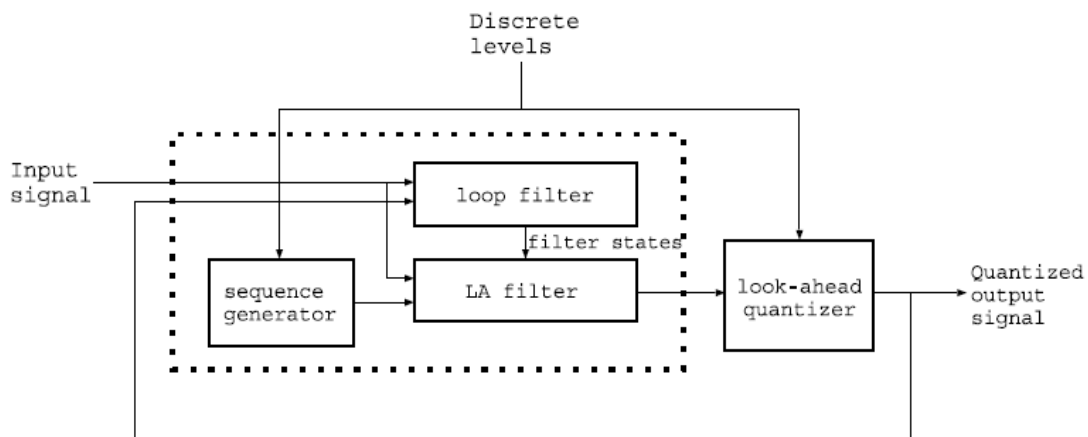 Discrete
levels
Input
signal
loop filter
filter states
sequence
generator
LA filter
look-ahead
quantizer
Quantized
output
signal